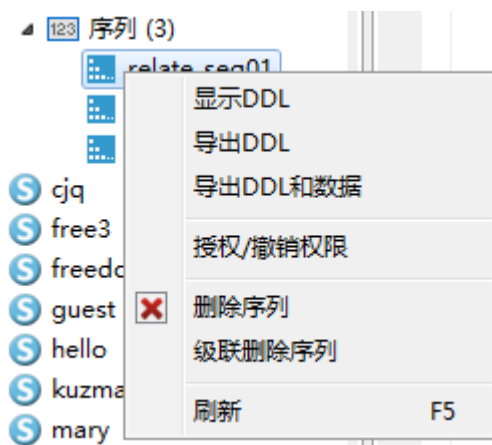 123 序列 (3)
relate_seq01
显示DDL
导出DDL
导出DDL和数据
授权/撤销权限
删除序列
级联删除序列
刷新 F5
S cjq
S free3
S
S guest
S hello
S
S mary